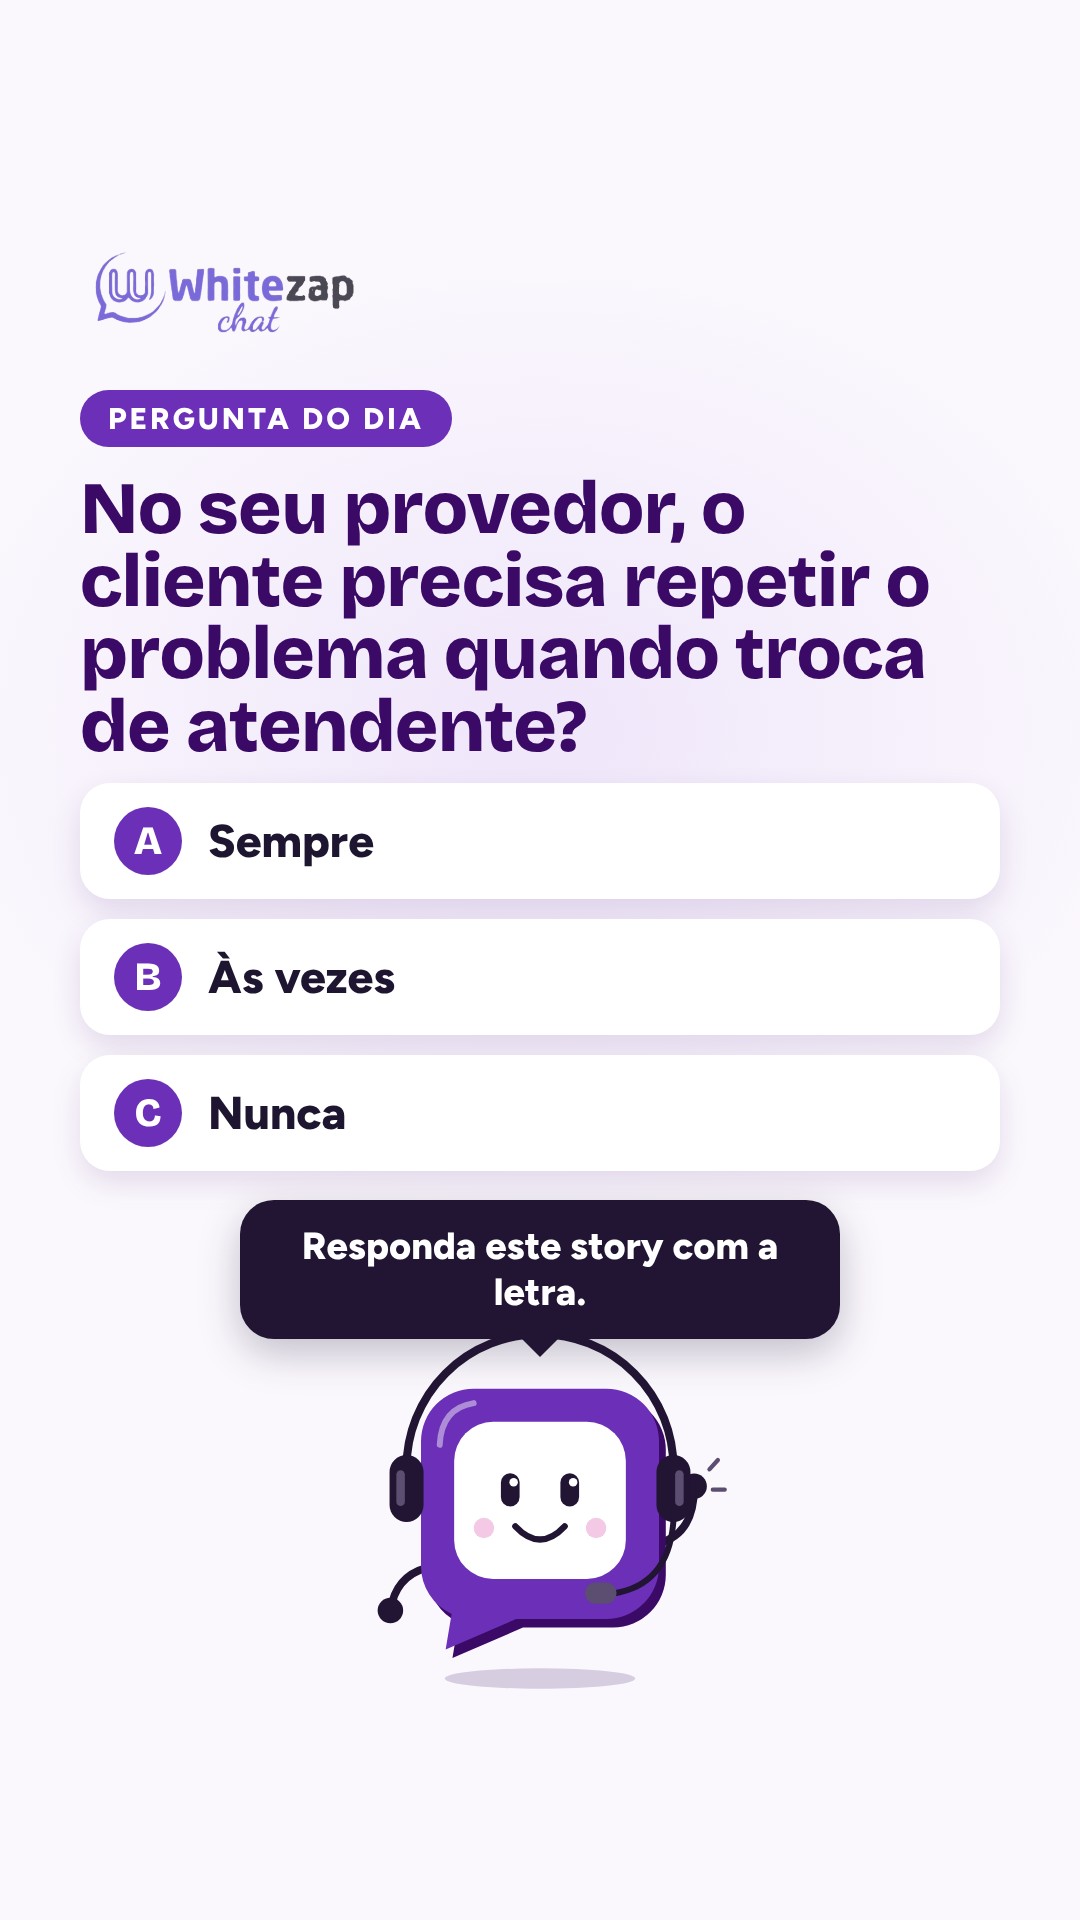 Whitezap
chat
PERGUNTA DO DIA
No seu provedor, o
cliente precisa repetir o
problema quando troca
de atendente?
A Sempre
B Às vezes
C Nunca
Responda este story com a
letra.